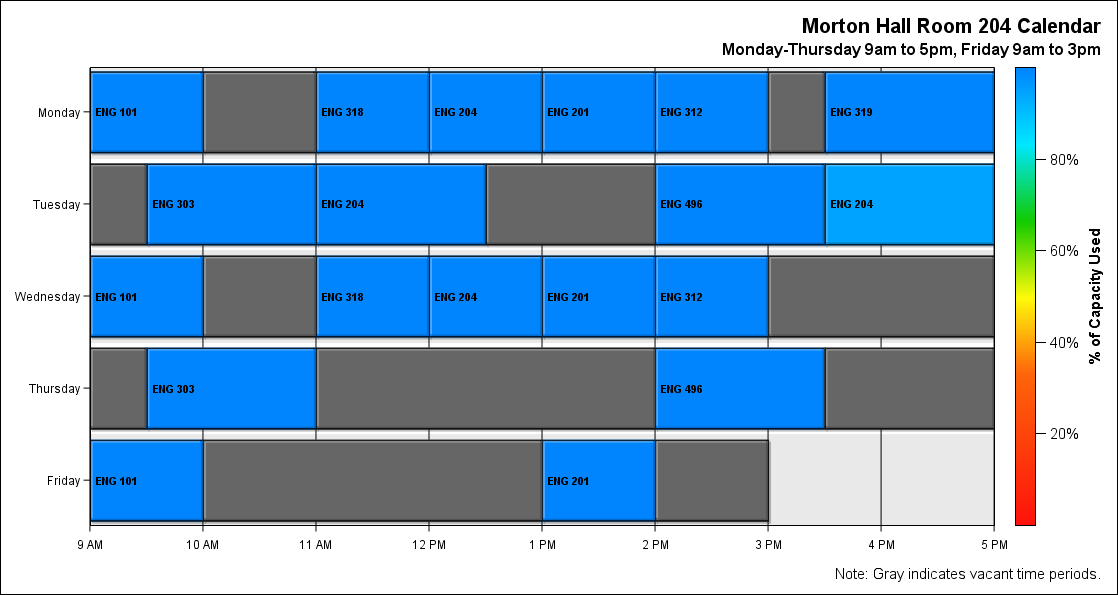 Morton Hall Room 204 Calendar
Monday-Thursday 9am to 5pm, Friday 9am to 3pm
Monday
ENG 101
ENG 318
ENG 204
ENG 201
ENG 312
ENG 319
Tuesday
ENG 303
ENG 204
ENG 496
ENG 204
Wednesday
ENG 101
ENG 318
ENG 204
ENG 201
ENG 312
Thursday
ENG 303
ENG 496
Friday
ENG 101
ENG 201
9 AM
10 AM
11 AM
12 PM
1 PM
2 PM
3 PM
4 PM
5 PM
80%
60%
40%
20%
% of Capacity Used
Note: Gray indicates vacant time periods.